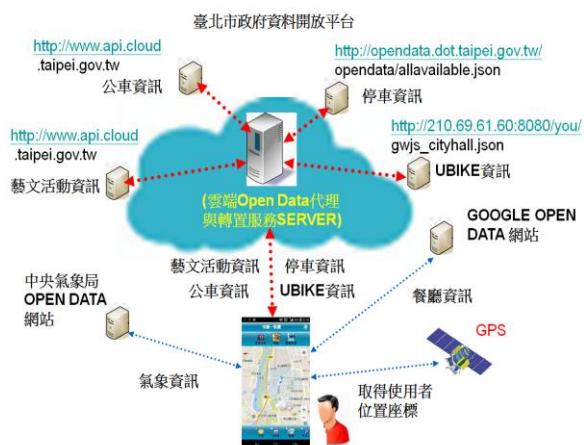 臺北市政府資料開放平台
http://www.api.cloud
.taipei.gov.tw
公車資訊
http://opendata.dot.taipei.gov.tw/
opendata/allavailable.json
停車資訊
http://www.api.cloud
.taipei.gov.tw
藝文活動資訊
http://210.69.61.60:8080/you/
gwjs_cityhall.json
UBIKE資訊
(雲端Open Data代理
與轉置服務SERVER)
藝文活動資訊 停車資訊
公車資訊 UBIKE資訊
GOOGLE OPEN
DATA 網站
中央氣象局
OPEN DATA
網站
餐廳資訊
GPS
氣象資訊
取得使用者
位置座標